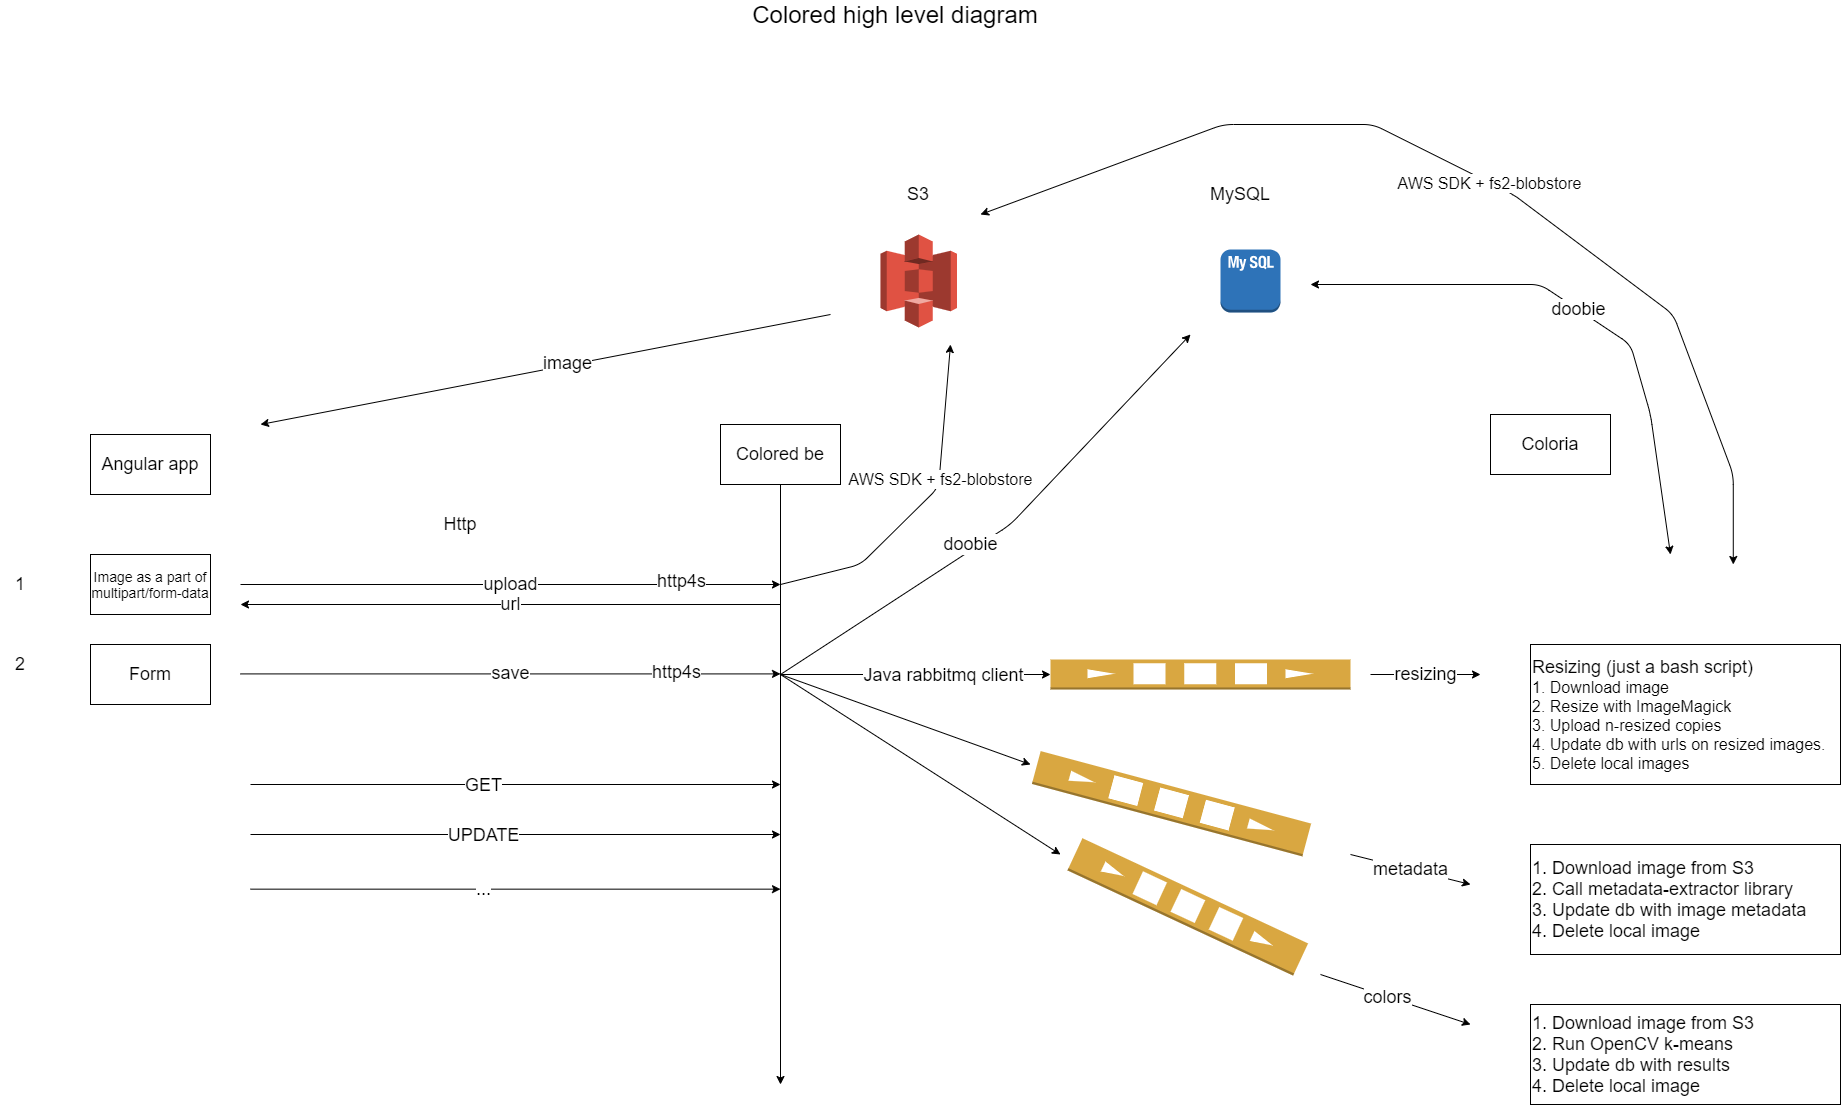 Colored high level diagram
S3
MySQL
AWS SDK + fs2-blobstore
My SQL
doobie
image
Angular app
Colored be
Coloria
AWS SDK + fs2-blobstore
Http
doobie
1
Image as a part of
multipart/form-data
upload
http4s
url
2
Form
save
http4s
Java rabbitmq client
resizing
Resizing (just a bash script)
1. Download image
2. Resize with ImageMagick
3. Upload n-resized copies
4. Update db with urls on resized images.
5. Delete local images
GET
UPDATE
...
metadata
1. Download image from S3
2. Call metadata-extractor library
3. Update db with image metadata
4. Delete local image
colors
1. Download image from S3
2. Run OpenCV k-means
3. Update db with results
4. Delete local image